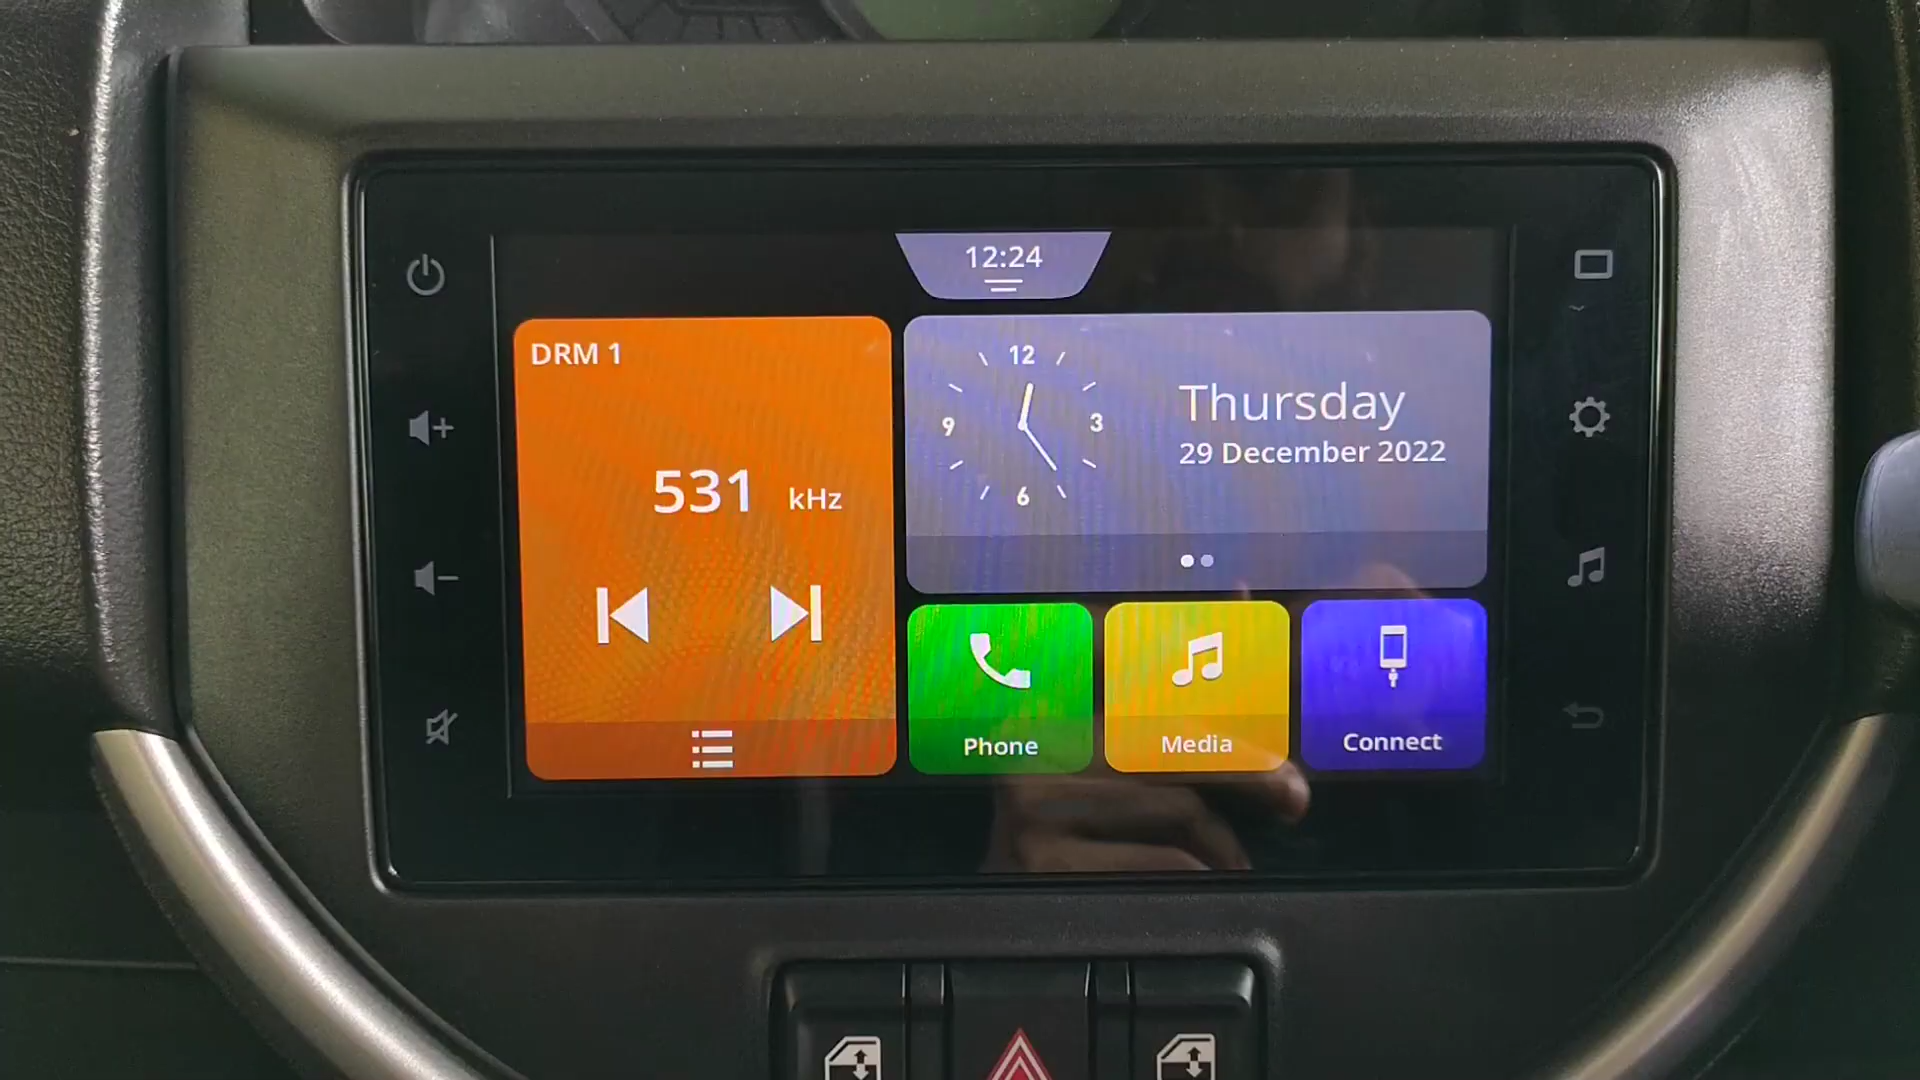 12:24
DRM 1
531 kHz
12
9
3
6
Thursday
29 December 2022
Phone
Media
Connect